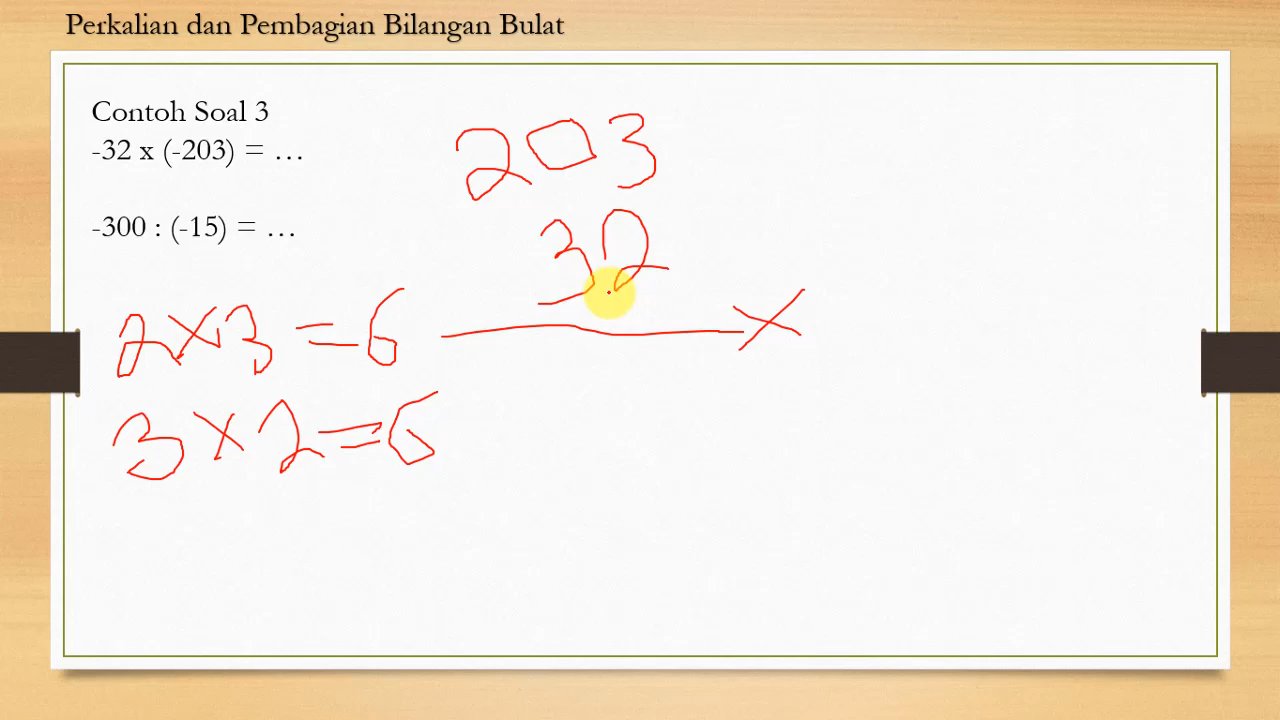 Perkalian dan Pembagian Bilangan Bulat
Contoh Soal 3
-32 x (-203) = …
-300 : (-15) = …
203
32
x
2x3=6
3x2=6